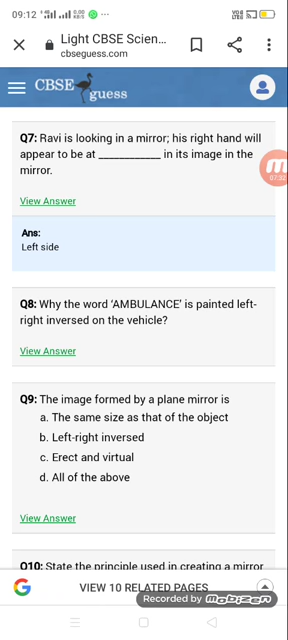 09:12
Light CBSE Scien...
cbseguess.com
CBSE guess
Q7: Ravi is looking in a mirror; his right hand will
appear to be at ____________ in its image in the
mirror.
07:32
View Answer
Ans:
Left side
Q8: Why the word ‘AMBULANCE’ is painted left-
right inversed on the vehicle?
View Answer
Q9: The image formed by a plane mirror is
a. The same size as that of the object
b. Left-right inversed
c. Erect and virtual
d. All of the above
View Answer
Q10: State the principle used in creating a mirror
VIEW 10 RELATED PAGES
Recorded by mobizen